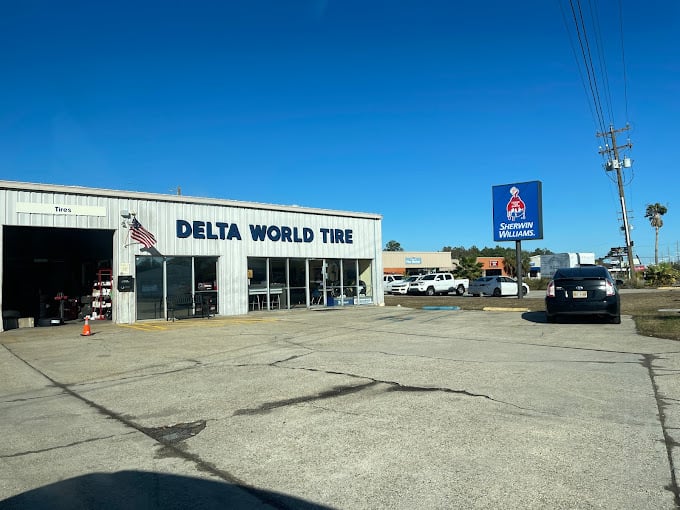 Tires
DELTA WORLD TIRE
SHERWIN
WILLIAMS.